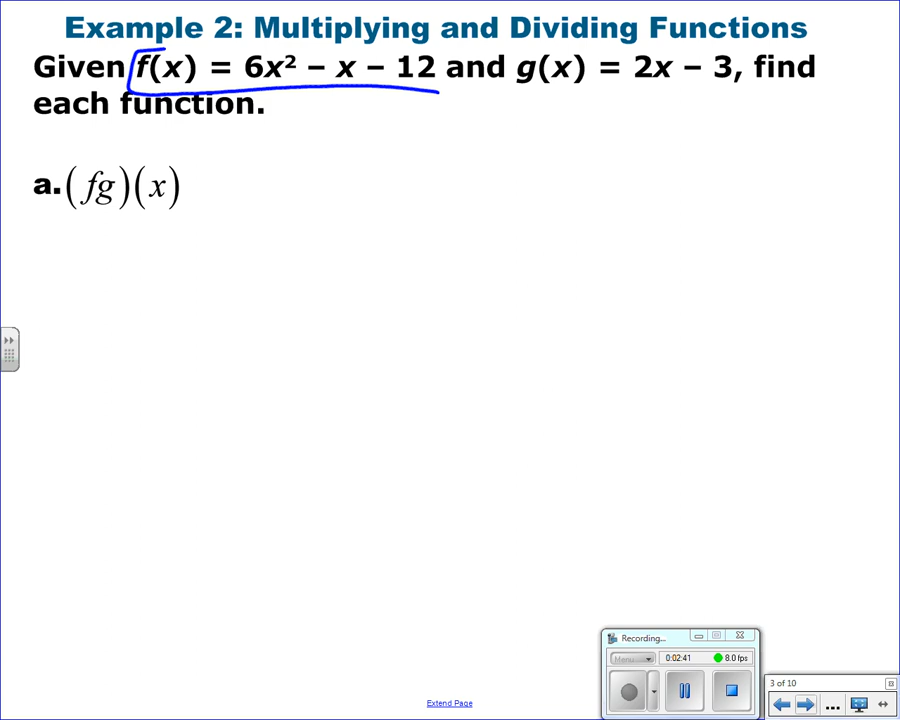 Example 2: Multiplying and Dividing Functions
Given f(x) = 6x² – x – 12 and g(x) = 2x – 3, find
each function.
a. (fg)(x)
Recording...
Menu
0:02:41
8.0 fps
3 of 10
...
Extend Page